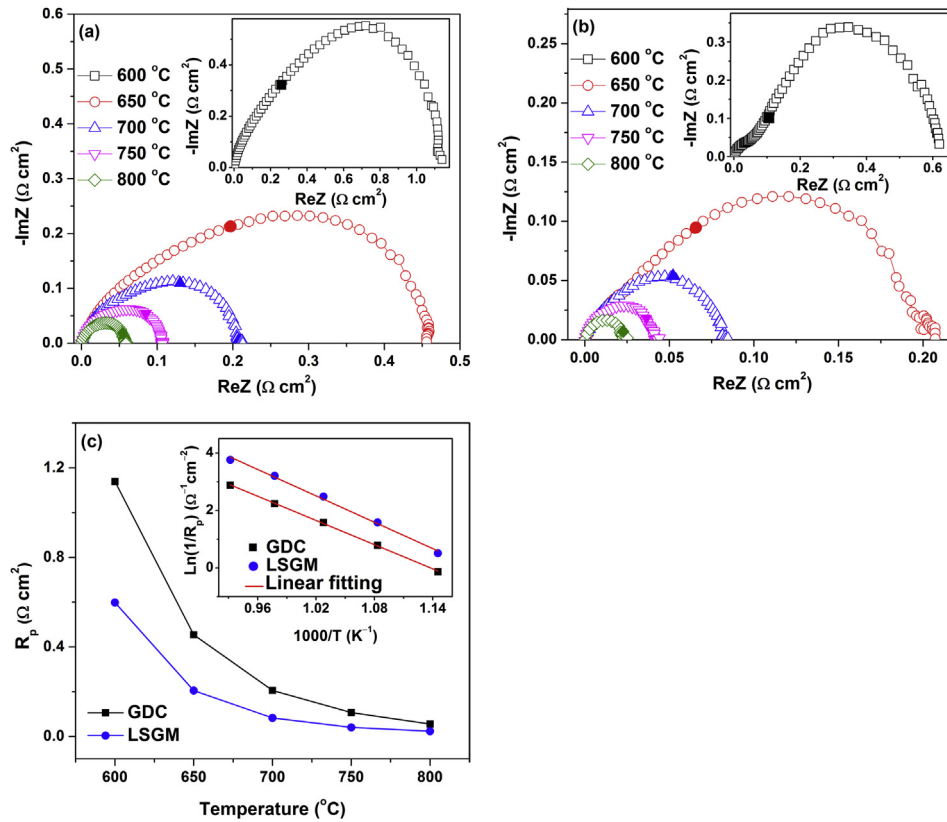 (a)
600 °C
650 °C
700 °C
750 °C
800 °C
-ImZ (Ω cm²)
ReZ (Ω cm²)
0.6
0.5
0.4
0.3
0.2
0.1
0.0
0.0 0.1 0.2 0.3 0.4 0.5
-ImZ (Ω cm²)
0.4
0.2
0.0
0.0 0.2 0.4 0.6 0.8 1.0
ReZ (Ω cm²)
(b)
600 °C
650 °C
700 °C
750 °C
800 °C
-ImZ (Ω cm²)
ReZ (Ω cm²)
0.25
0.20
0.15
0.10
0.05
0.00
0.00 0.05 0.10 0.15 0.20
-ImZ (Ω cm²)
0.3
0.2
0.1
0.0
0.0 0.2 0.4 0.6
ReZ (Ω cm²)
(c)
Rₚ (Ω cm²)
1.2
0.8
0.4
0.0
600 650 700 750 800
Temperature (°C)
GDC
LSGM
Ln(1/Rₚ) (Ω⁻¹cm⁻²)
4
2
0
0.96 1.02 1.08 1.14
1000/T (K⁻¹)
GDC
LSGM
Linear fitting